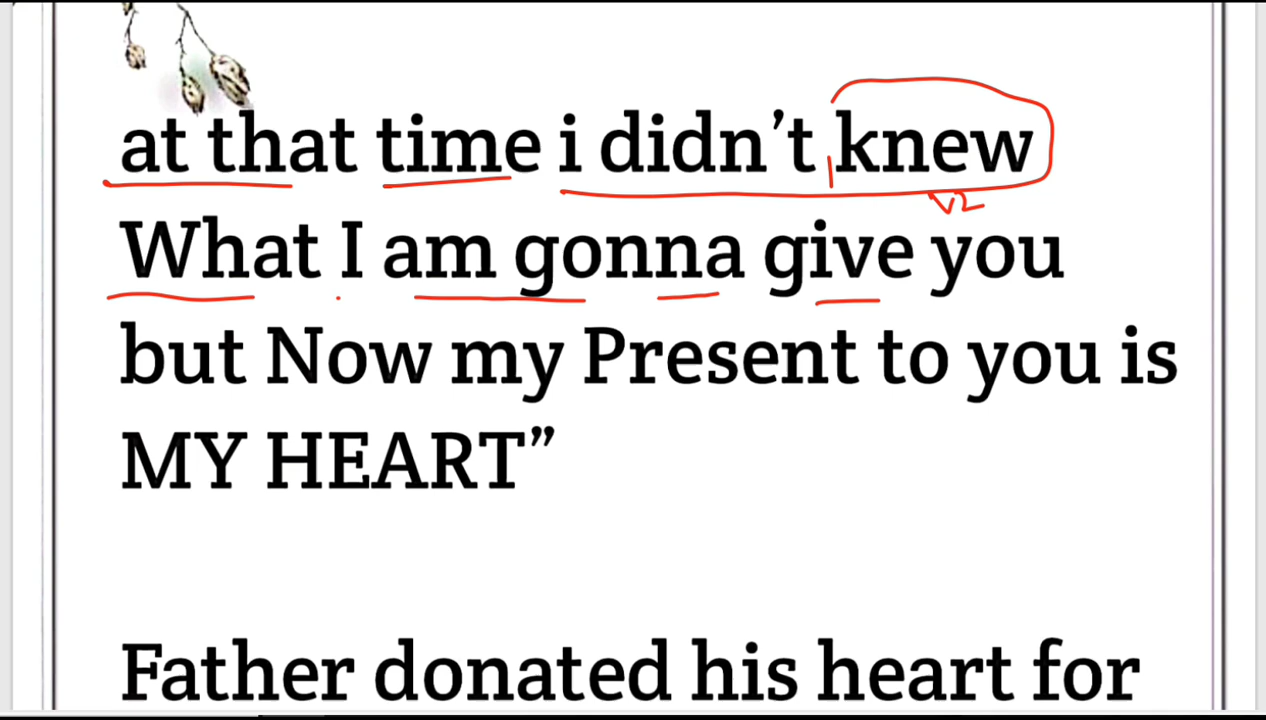 at that time i didn’t knew
V2
What I am gonna give you
but Now my Present to you is
MY HEART”
Father donated his heart for